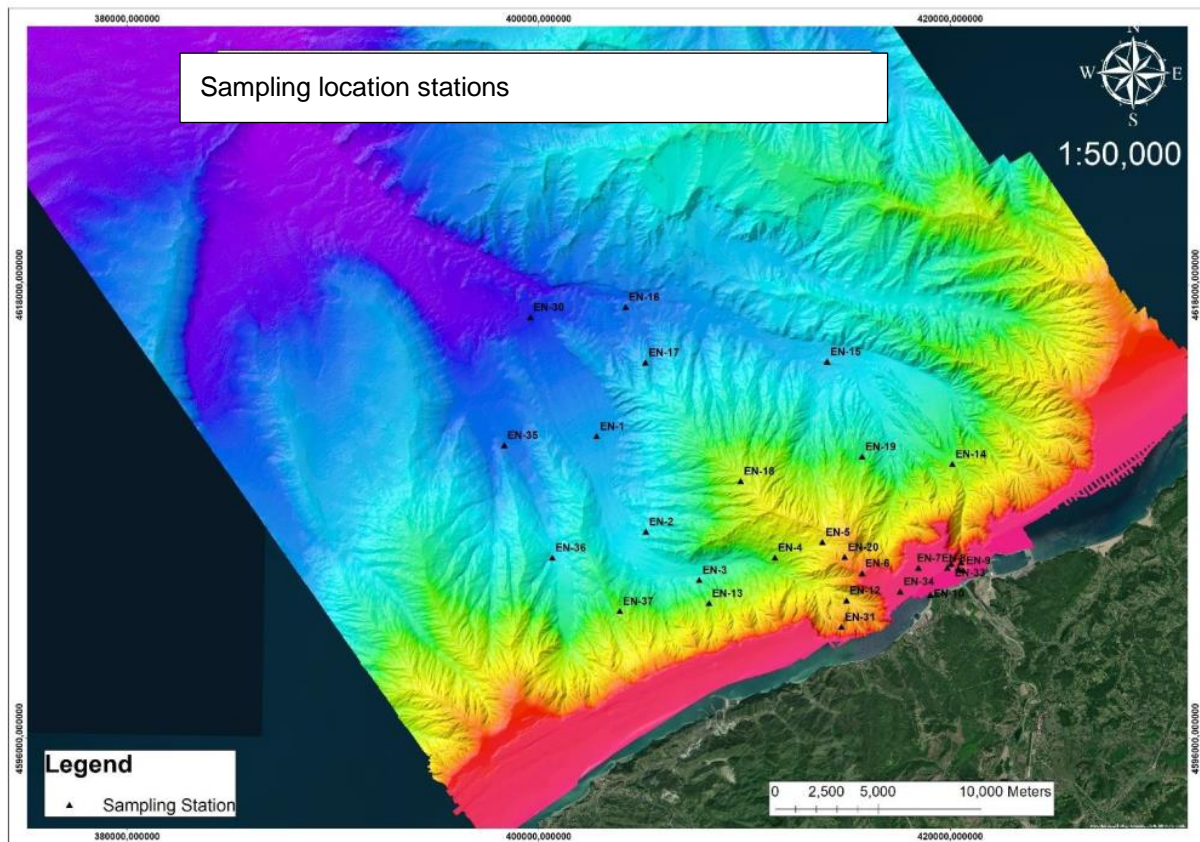 380000,000000
400000,000000
420000,000000
Sampling location stations
N
W
E
S
1:50,000
4618000,000000
4618000,000000
EN-30
EN-16
EN-17
EN-15
EN-1
EN-35
EN-19
EN-14
EN-18
EN-2
EN-5
EN-36
EN-4
EN-20
EN-7
EN-9
EN-3
EN-6
EN-33
EN-37
EN-13
EN-12
EN-34
EN-10
EN-31
4596000,000000
4596000,000000
Legend
Sampling Station
0 2,500 5,000 10,000 Meters
380000,000000
400000,000000
420000,000000